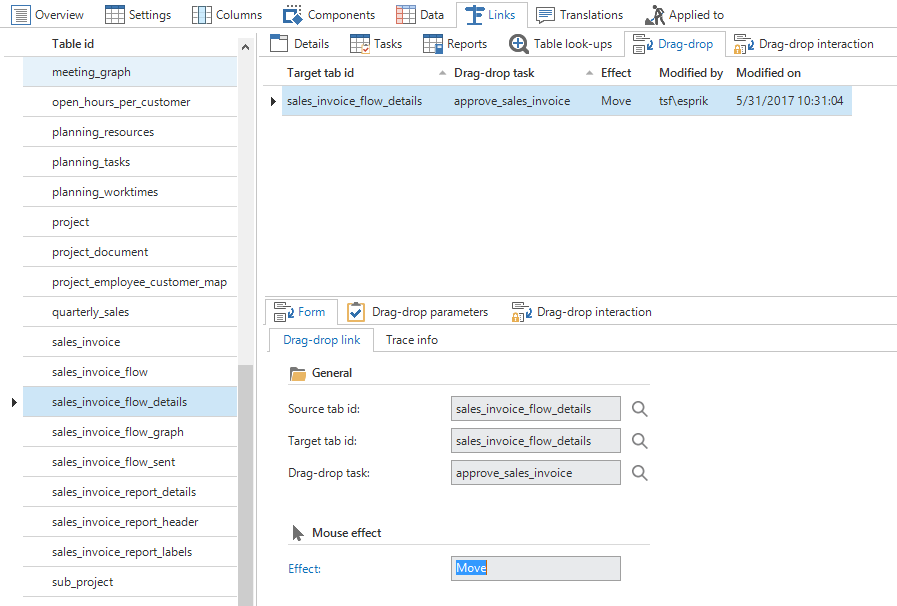 Overview Settings Columns Components Data Links Translations Applied to
Table id
meeting_graph
open_hours_per_customer
planning_resources
planning_tasks
planning_worktimes
project
project_document
project_employee_customer_map
quarterly_sales
sales_invoice
sales_invoice_flow
sales_invoice_flow_details
sales_invoice_flow_graph
sales_invoice_flow_sent
sales_invoice_report_details
sales_invoice_report_header
sales_invoice_report_labels
sub_project
Details Tasks Reports Table look-ups Drag-drop Drag-drop interaction
Target tab id Drag-drop task Effect Modified by Modified on
sales_invoice_flow_details approve_sales_invoice Move tsf\esprik 5/31/2017 10:31:04
Form Drag-drop parameters Drag-drop interaction
Drag-drop link Trace info
General
Source tab id: sales_invoice_flow_details
Target tab id: sales_invoice_flow_details
Drag-drop task: approve_sales_invoice
Mouse effect
Effect: Move